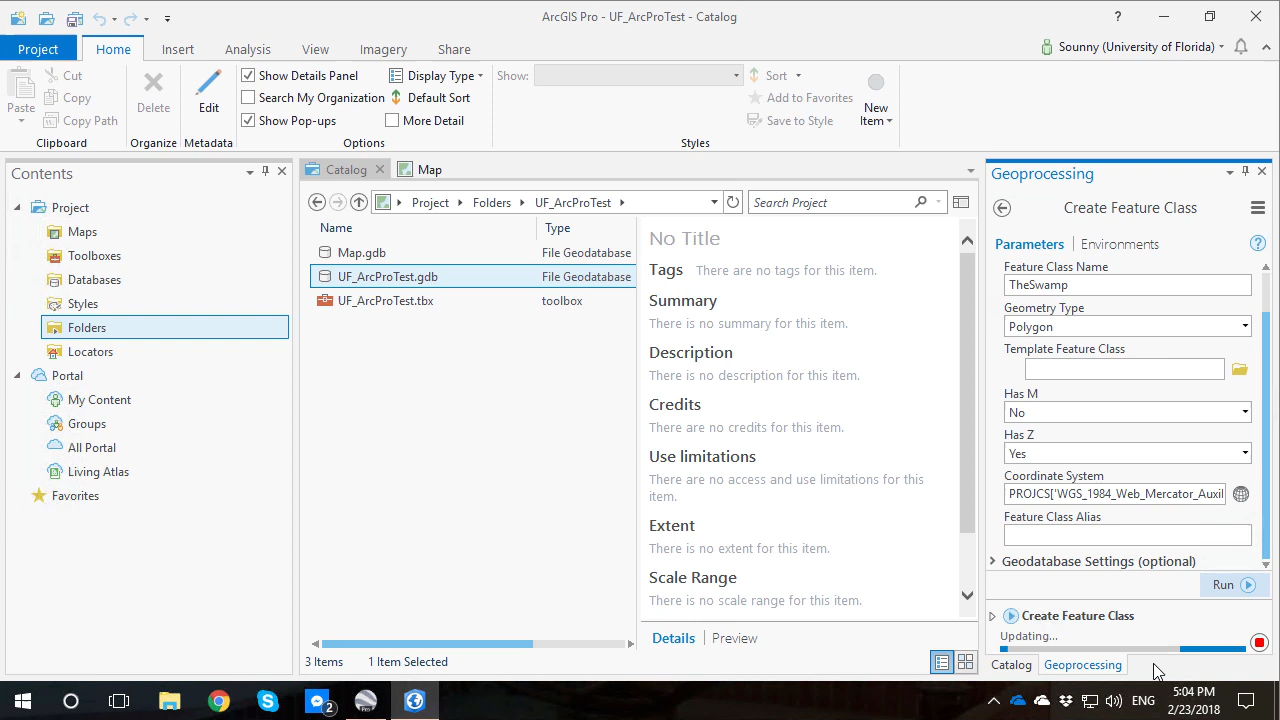 ArcGIS Pro - UF_ArcProTest - Catalog
?
Project Home Insert Analysis View Imagery Share
Sounny (University of Florida)
Paste
Cut
Copy
Copy Path
Clipboard
Delete
Organize
Edit
Metadata
Show Details Panel
Search My Organization
Show Pop-ups
Display Type
Default Sort
More Detail
Options
Show:
Sort
Add to Favorites
Save to Style
New
Item
Styles
Contents
Project
Maps
Toolboxes
Databases
Styles
Folders
Locators
Portal
My Content
Groups
All Portal
Living Atlas
Favorites
Catalog Map
Project Folders UF_ArcProTest
Search Project
Name Type
Map.gdb File Geodatabase
UF_ArcProTest.gdb File Geodatabase
UF_ArcProTest.tbx toolbox
3 Items 1 Item Selected
No Title
Tags There are no tags for this item.
Summary
There is no summary for this item.
Description
There is no description for this item.
Credits
There are no credits for this item.
Use limitations
There are no access and use limitations for this
item.
Extent
There is no extent for this item.
Scale Range
There is no scale range for this item.
Details Preview
Geoprocessing
Create Feature Class
Parameters Environments
?
Feature Class Name
TheSwamp
Geometry Type
Polygon
Template Feature Class
Has M
No
Has Z
Yes
Coordinate System
PROJCS['WGS_1984_Web_Mercator_Auxil
Feature Class Alias
Geodatabase Settings (optional)
Run
Create Feature Class
Updating...
Catalog Geoprocessing
2
Pro
ENG
5:04 PM
2/23/2018